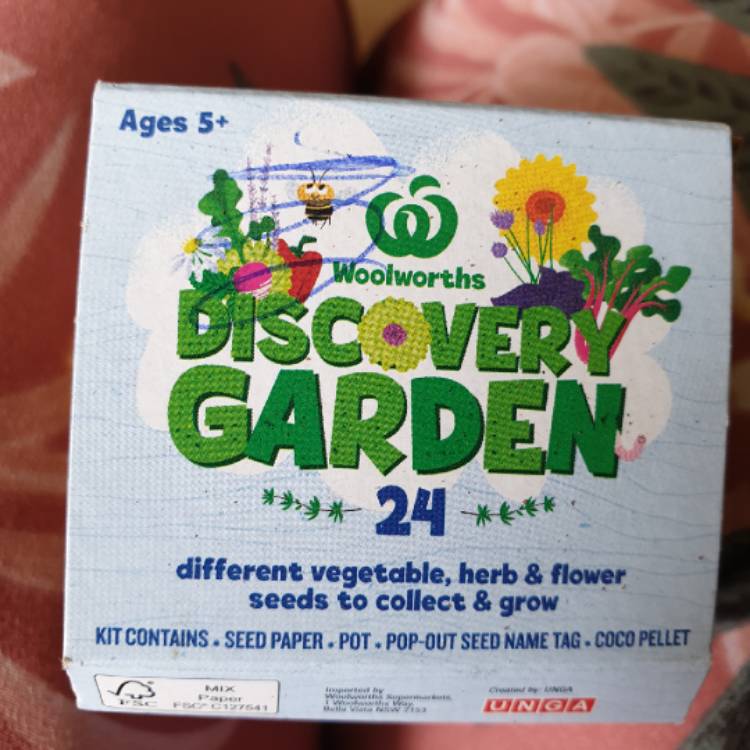 Ages 5+
Woolworths
DISCOVERY
GARDEN
24
different vegetable, herb & flower
seeds to collect & grow
KIT CONTAINS • SEED PAPER • POT • POP-OUT SEED NAME TAG • COCO PELLET
FSC
MIX
Paper
FSC® C127541
Imported by
Woolworths Supermarkets,
1 Woolworths Way,
Bella Vista NSW 2153
Created by: UNGA
UNGA